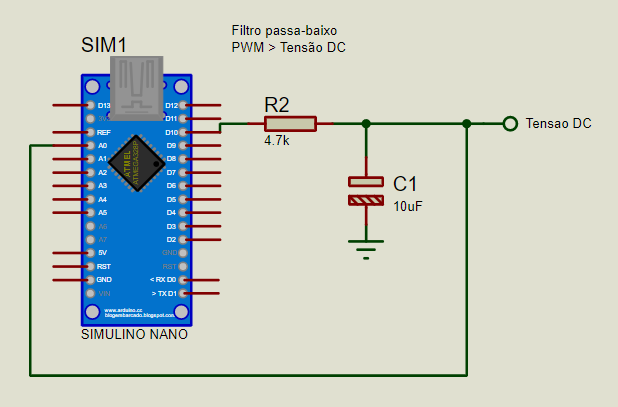 Filtro passa-baixo
PWM > Tensão DC
SIM1
D13
D12
3V
D11
REF
D10
A0
D9
A1
D8
A2
D7
A3
D6
A4
D5
A5
D4
A6
D3
A7
D2
5V
GND
RST
RST
GND
< RX D0
VIN
> TX D1
ATMEL
ATMEGA328P
www.arduino.cc
blogembarcado.blogspot.com
SIMULINO NANO
R2
4.7k
Tensao DC
C1
10uF